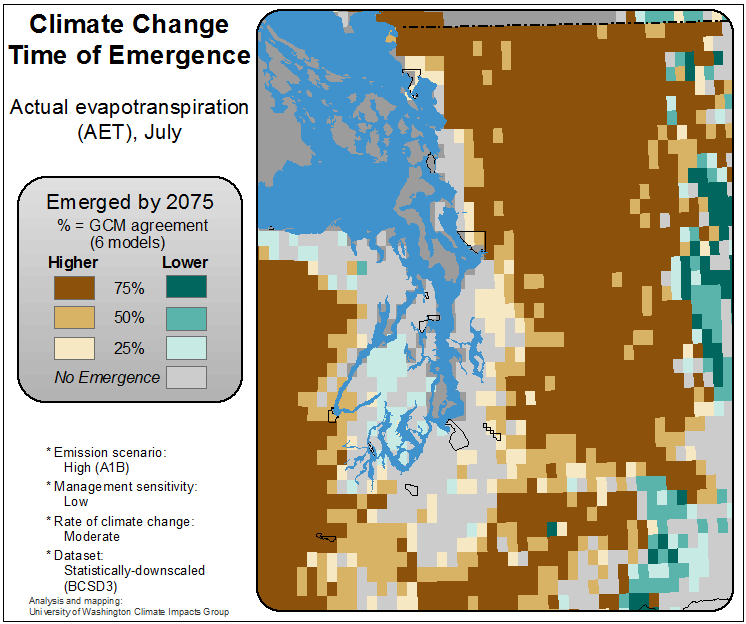 Climate Change
Time of Emergence
Actual evapotranspiration
(AET), July
Emerged by 2075
% = GCM agreement
(6 models)
Higher Lower
75%
50%
25%
No Emergence
* Emission scenario:
High (A1B)
* Management sensitivity:
Low
* Rate of climate change:
Moderate
* Dataset:
Statistically-downscaled
(BCSD3)
Analysis and mapping:
University of Washington Climate Impacts Group